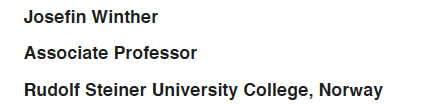 Josefin Winther
Associate Professor
Rudolf Steiner University College, Norway